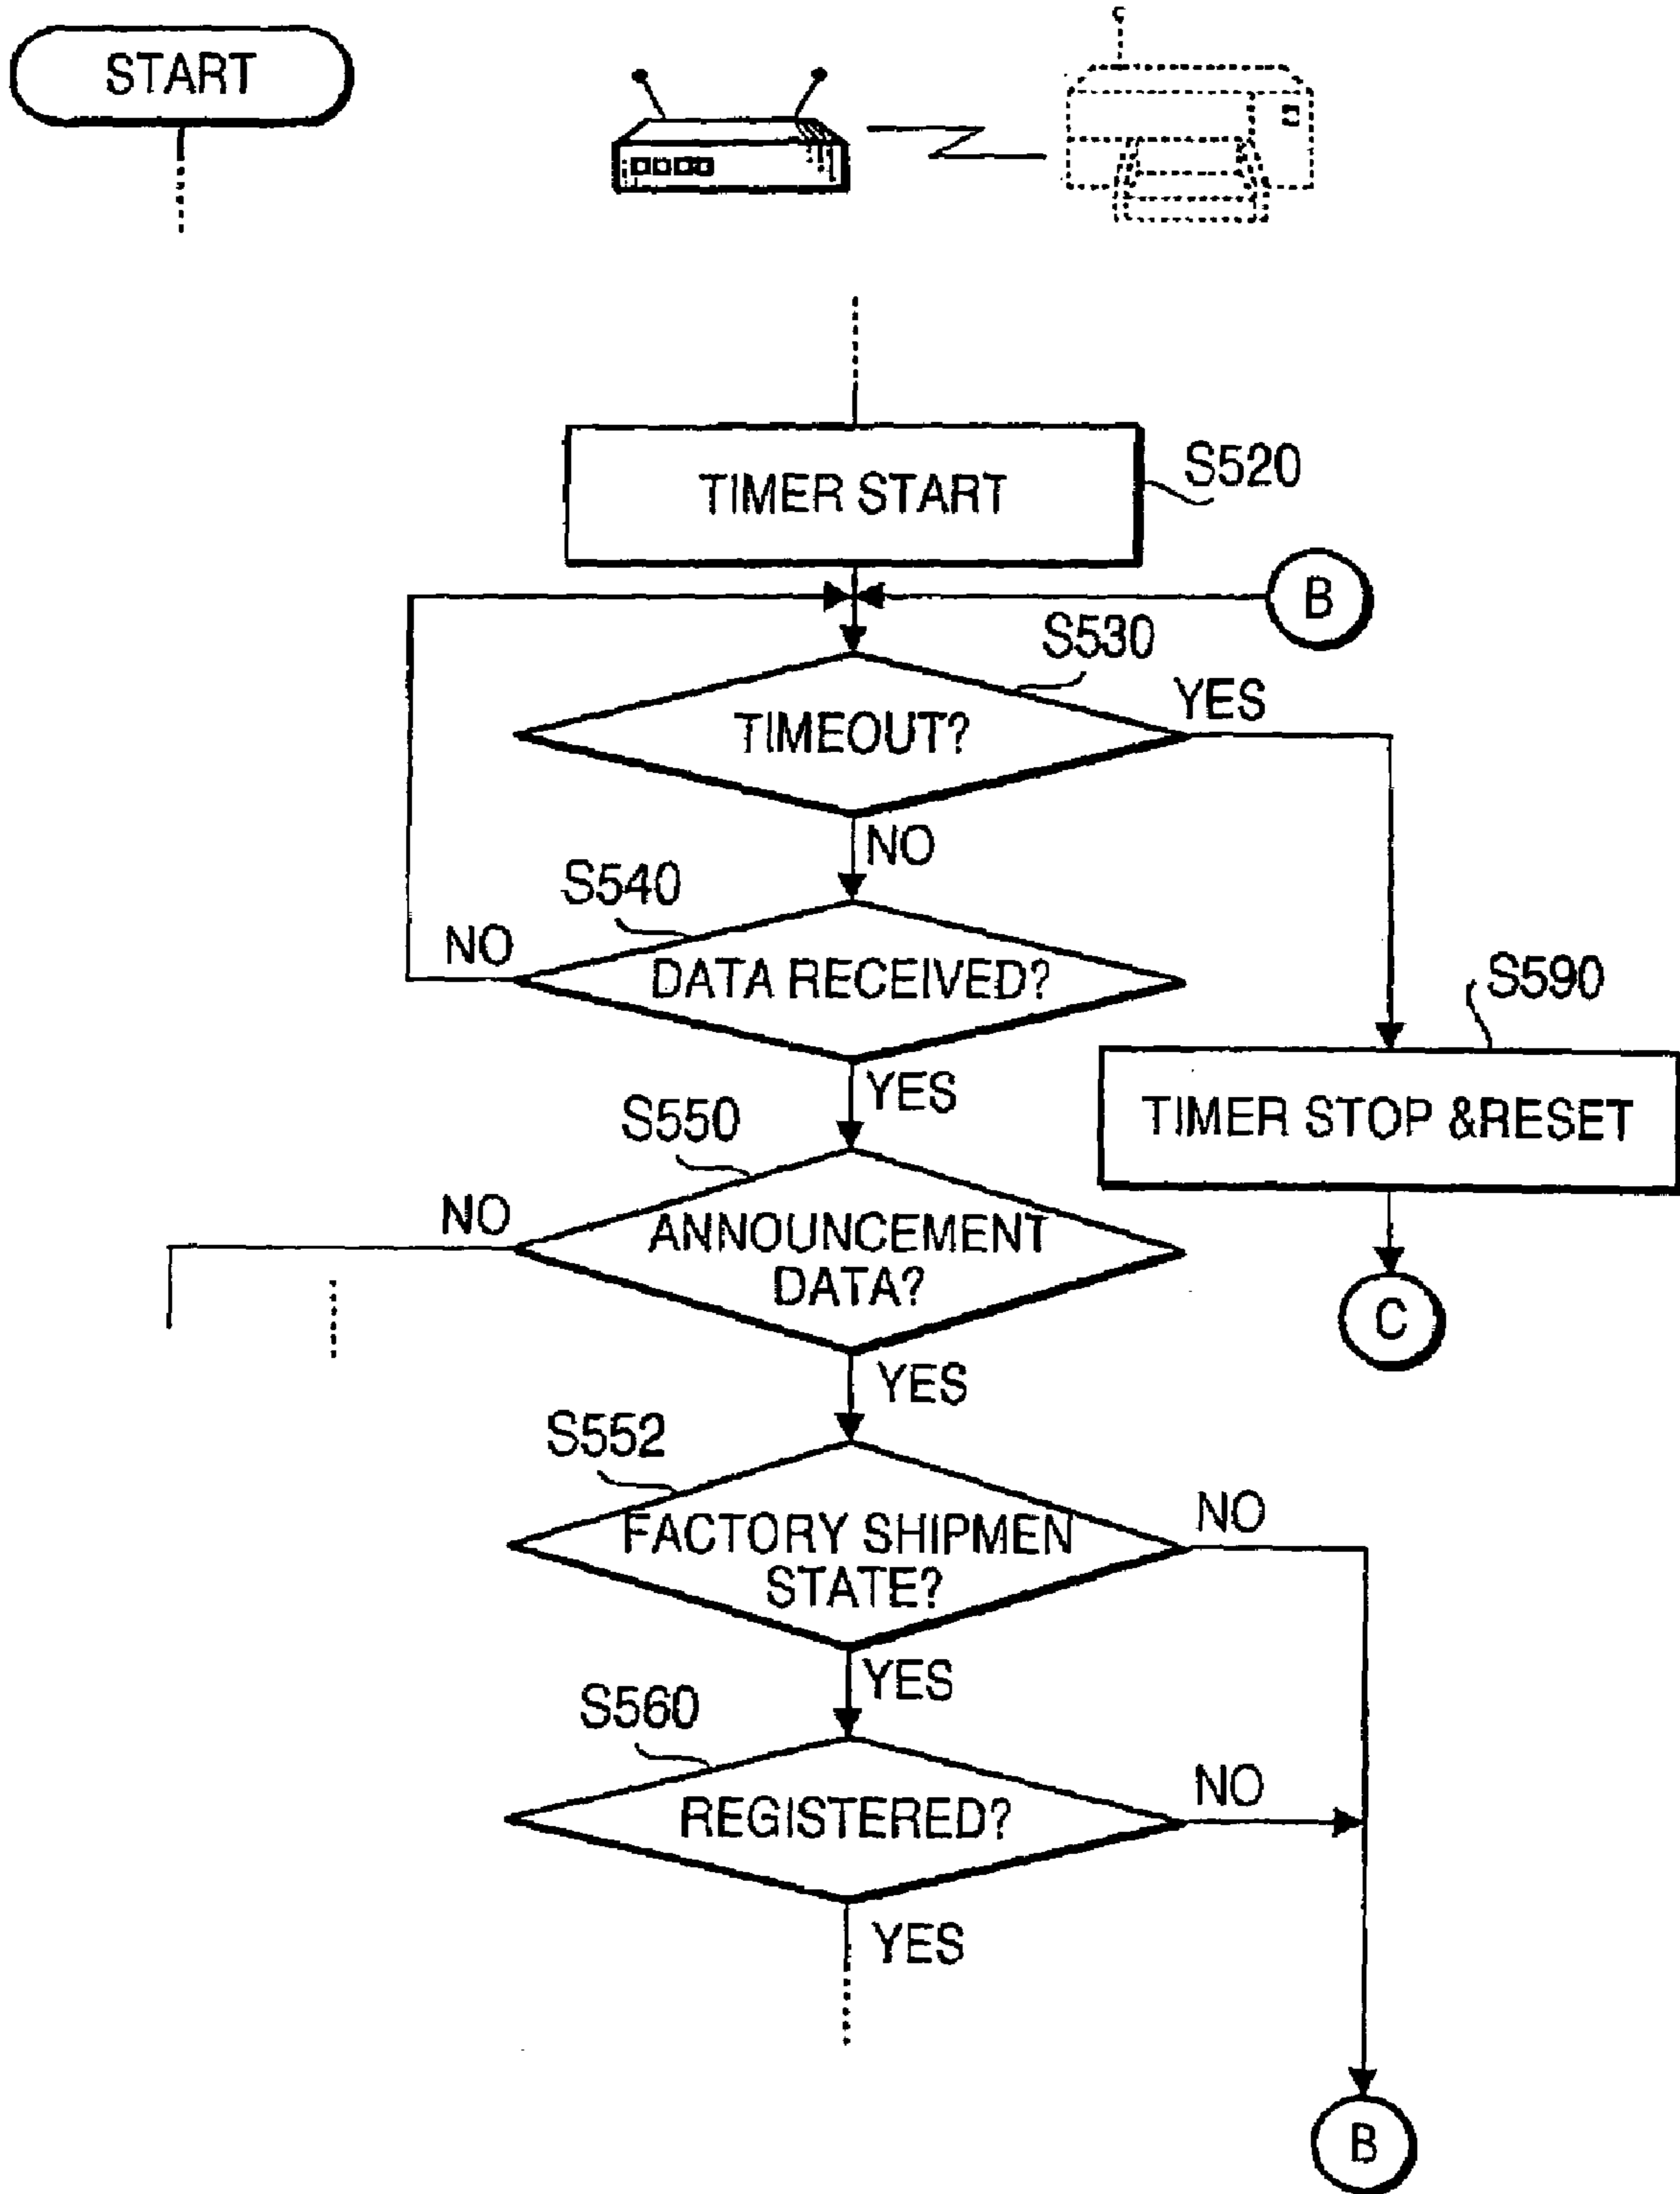 START
TIMER START
S520
B
S530
TIMEOUT?
YES
NO
S540
NO
DATA RECEIVED?
S590
YES
TIMER STOP &RESET
S550
NO
ANNOUNCEMENT
DATA?
C
YES
S552
NO
FACTORY SHIPMEN
STATE?
YES
S560
NO
REGISTERED?
YES
B